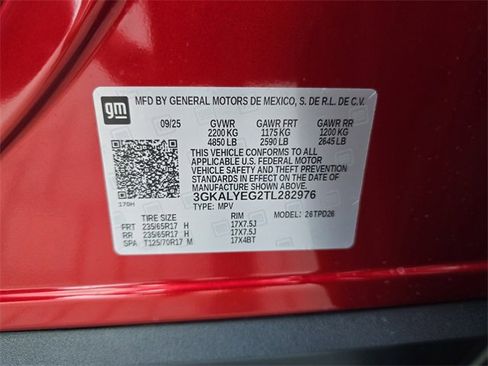 gm
MFD BY GENERAL MOTORS DE MEXICO, S. DE R.L. DE C.V.
09/25 GVWR GAWR FRT GAWR RR
2200 KG 1175 KG 1200 KG
4850 LB 2590 LB 2645 LB
THIS VEHICLE CONFORMS TO ALL
APPLICABLE U.S. FEDERAL MOTOR
VEHICLE SAFETY AND THEFT
PREVENTION STANDARDS IN EFFECT ON
THE DATE OF MANUFACTURE SHOWN ABOVE.
3GKALYEG2TL282976
TYPE: MPV MODEL: 26TPD26
TIRE SIZE RIM
FRT 235/65R17 H 17X7.5J
RR 235/65R17 H 17X7.5J
SPA T125/70R17 M 17X4BT